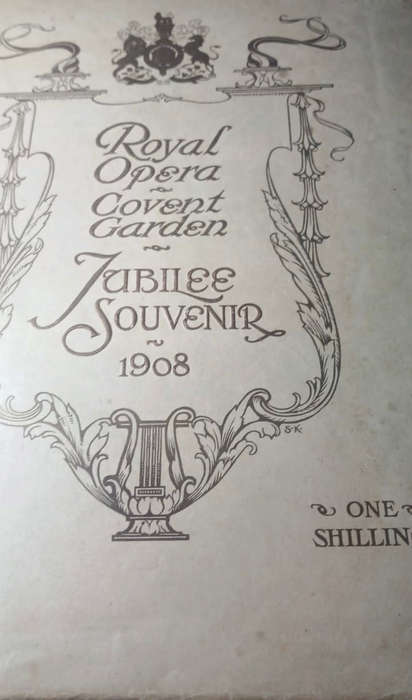 Royal
Opera
Covent
Garden
JUBILEE
SOUVENIR
1908
S·K·
ONE
SHILLIN